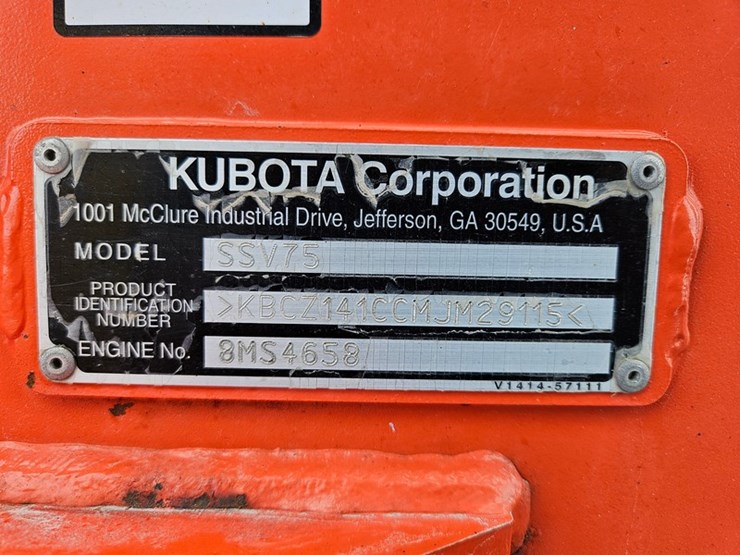 KUBOTA Corporation
1001 McClure Industrial Drive, Jefferson, GA 30549, U.S.A
MODEL SSV75
PRODUCT
IDENTIFICATION >KBCZ141CCMJM29115<
NUMBER
ENGINE No. 8MS4658
V1414-57111